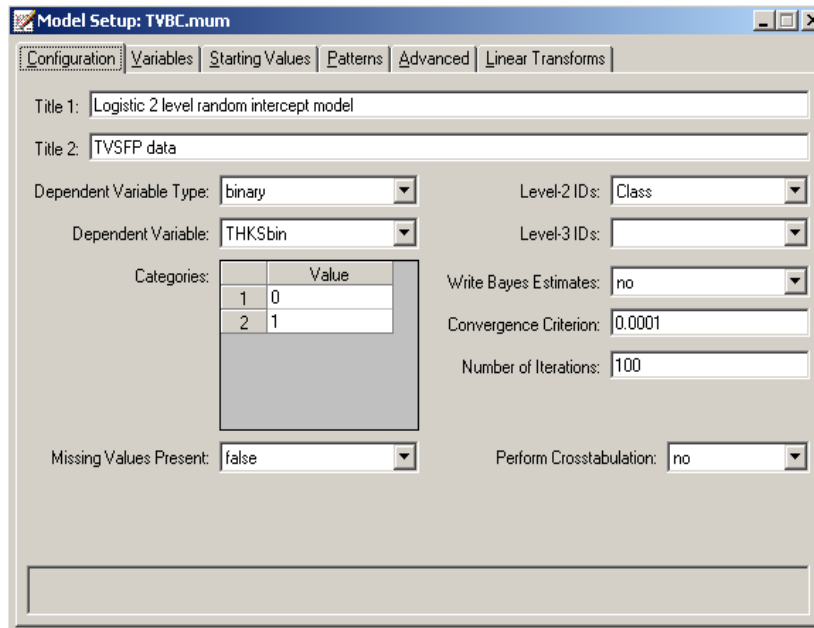 Model Setup: TVBC.mum
Configuration Variables Starting Values Patterns Advanced Linear Transforms
Title 1: Logistic 2 level random intercept model
Title 2: TVSFP data
Dependent Variable Type: binary Level-2 IDs: Class
Dependent Variable: THKSbin Level-3 IDs:
Categories: Value
1 0
2 1
Write Bayes Estimates: no
Convergence Criterion: 0.0001
Number of Iterations: 100
Missing Values Present: false Perform Crosstabulation: no